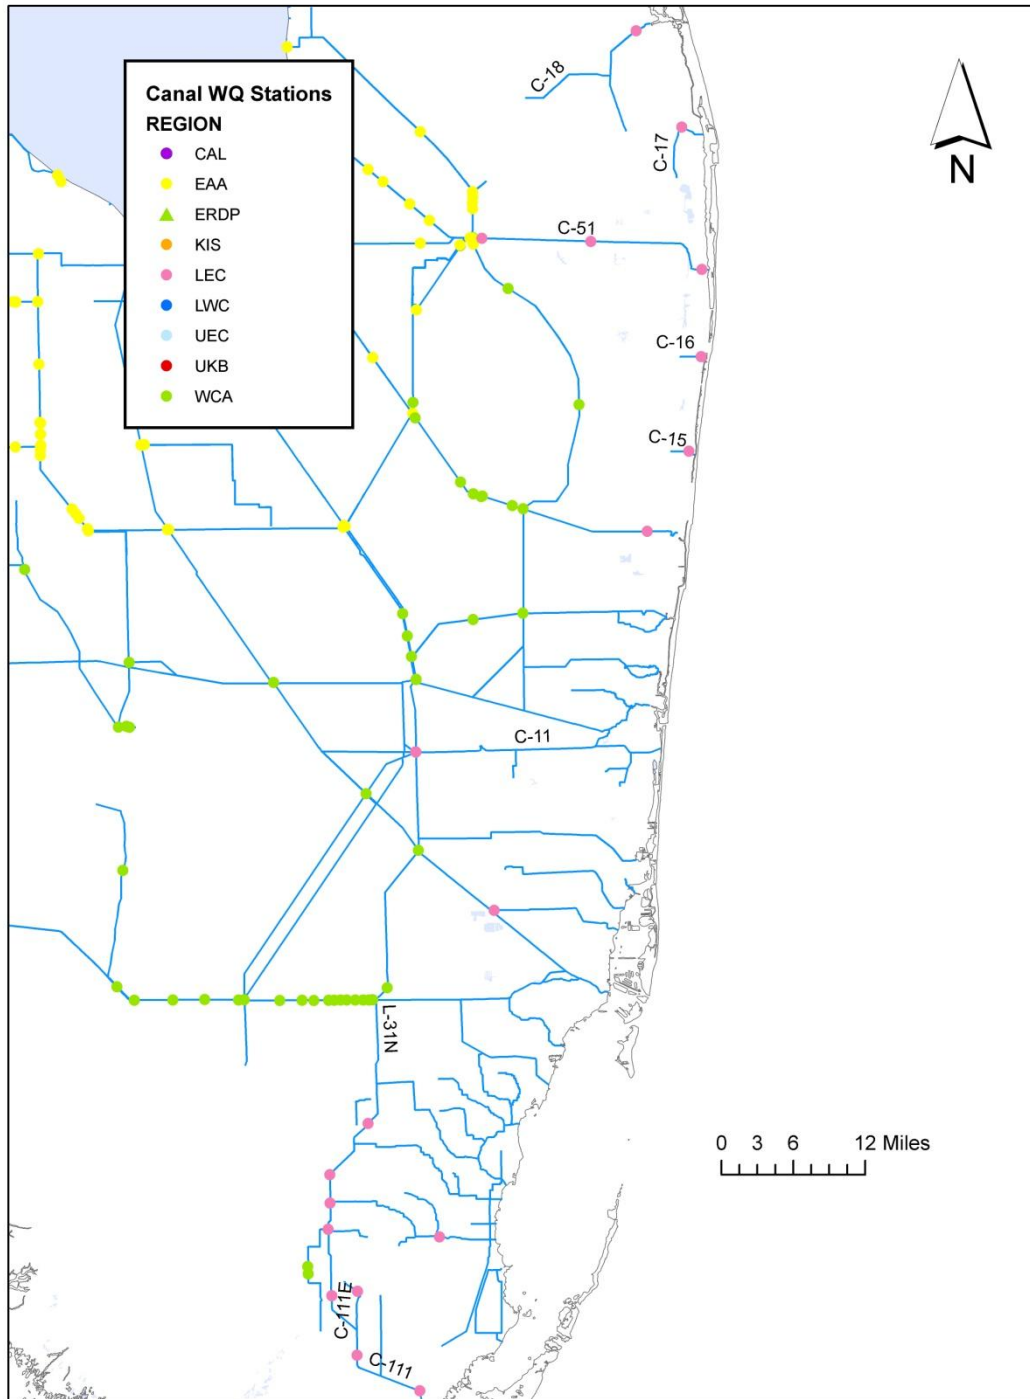 Canal WQ Stations
REGION
CAL
EAA
ERDP
KIS
LEC
LWC
UEC
UKB
WCA
C-18
N
C-17
C-51
C-16
C-15
C-11
L-31N
0 3 6 12 Miles
C-111E
C-111